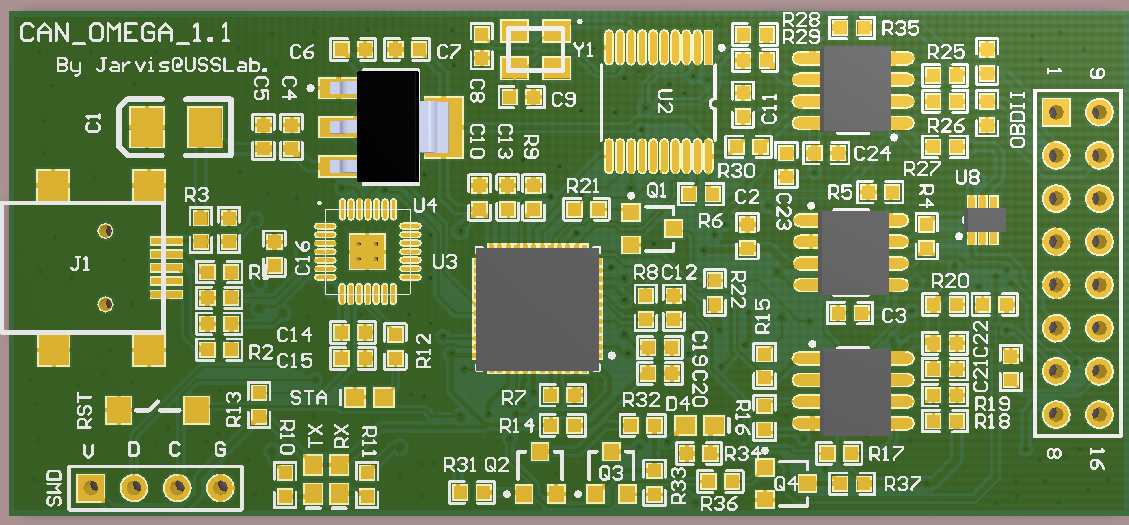 CAN_OMEGA_1.1
By Jarvis@USSLab.
C6
C7
Y1
R28
R29
R35
R25
1
9
C5
C4
C8
C9
U2
C11
IIBDO
C1
C10
C13
R9
R30
C24
R26
R27
U8
R3
U4
R21
Q1
C2
C23
R5
R4
R6
J1
C16
U3
R8
C12
R22
R20
R15
C3
C14
C15
R2
R12
C19
C20
C22
C21
R19
R18
RST
R13
STA
R7
R32
D4
R16
R14
V
D
C
G
R10
TX1
RX
R11
R31
Q2
Q3
R33
R34
R17
8
16
SWD
R36
Q4
R37